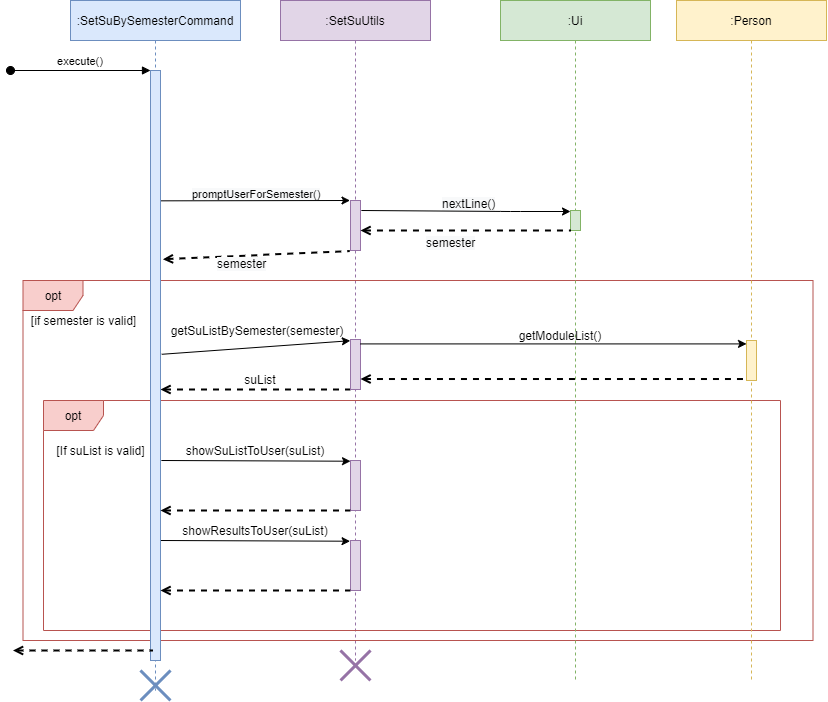 :SetSuBySemesterCommand
:SetSuUtils
:Ui
:Person
execute()
promptUserForSemester()
nextLine()
semester
semester
opt
[if semester is valid]
getSuListBySemester(semester)
getModuleList()
suList
opt
[If suList is valid]
showSuListToUser(suList)
showResultsToUser(suList)